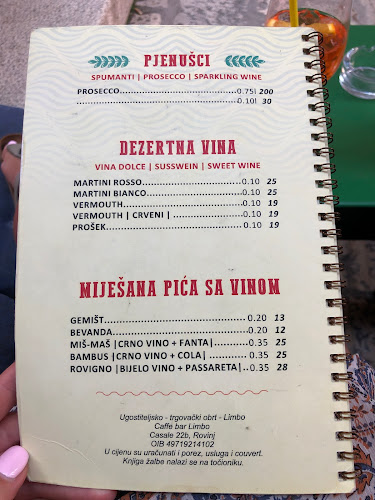 PJENUŠCI
SPUMANTI | PROSECCO | SPARKLING WINE
PROSECCO..............................0.75l 200
..............................0.10l 30
DEZERTNA VINA
VINA DOLCE | SUSSWEIN | SWEET WINE
MARTINI ROSSO..............................0.10 25
MARTINI BIANCO..............................0.10 25
VERMOUTH..............................0.10 19
VERMOUTH | CRVENI | ....................0.10 19
PROŠEK..............................0.10 19
MIJEŠANA PIĆA SA VINOM
GEMIŠT.............................. 0.20 13
BEVANDA.............................. 0.20 12
MIŠ-MAŠ |CRNO VINO + FANTA|........... 0.35 25
BAMBUS |CRNO VINO + COLA| ............ 0.35 25
ROVIGNO |BIJELO VINO + PASSARETA|.. 0.35 28
Ugostiteljsko - trgovački obrt - Limbo
Caffe bar Limbo
Casale 22b, Rovinj
OIB 49719214102
U cijenu su uračunati i porez, usluga i couvert.
Knjiga žalbe nalazi se na točioniku.